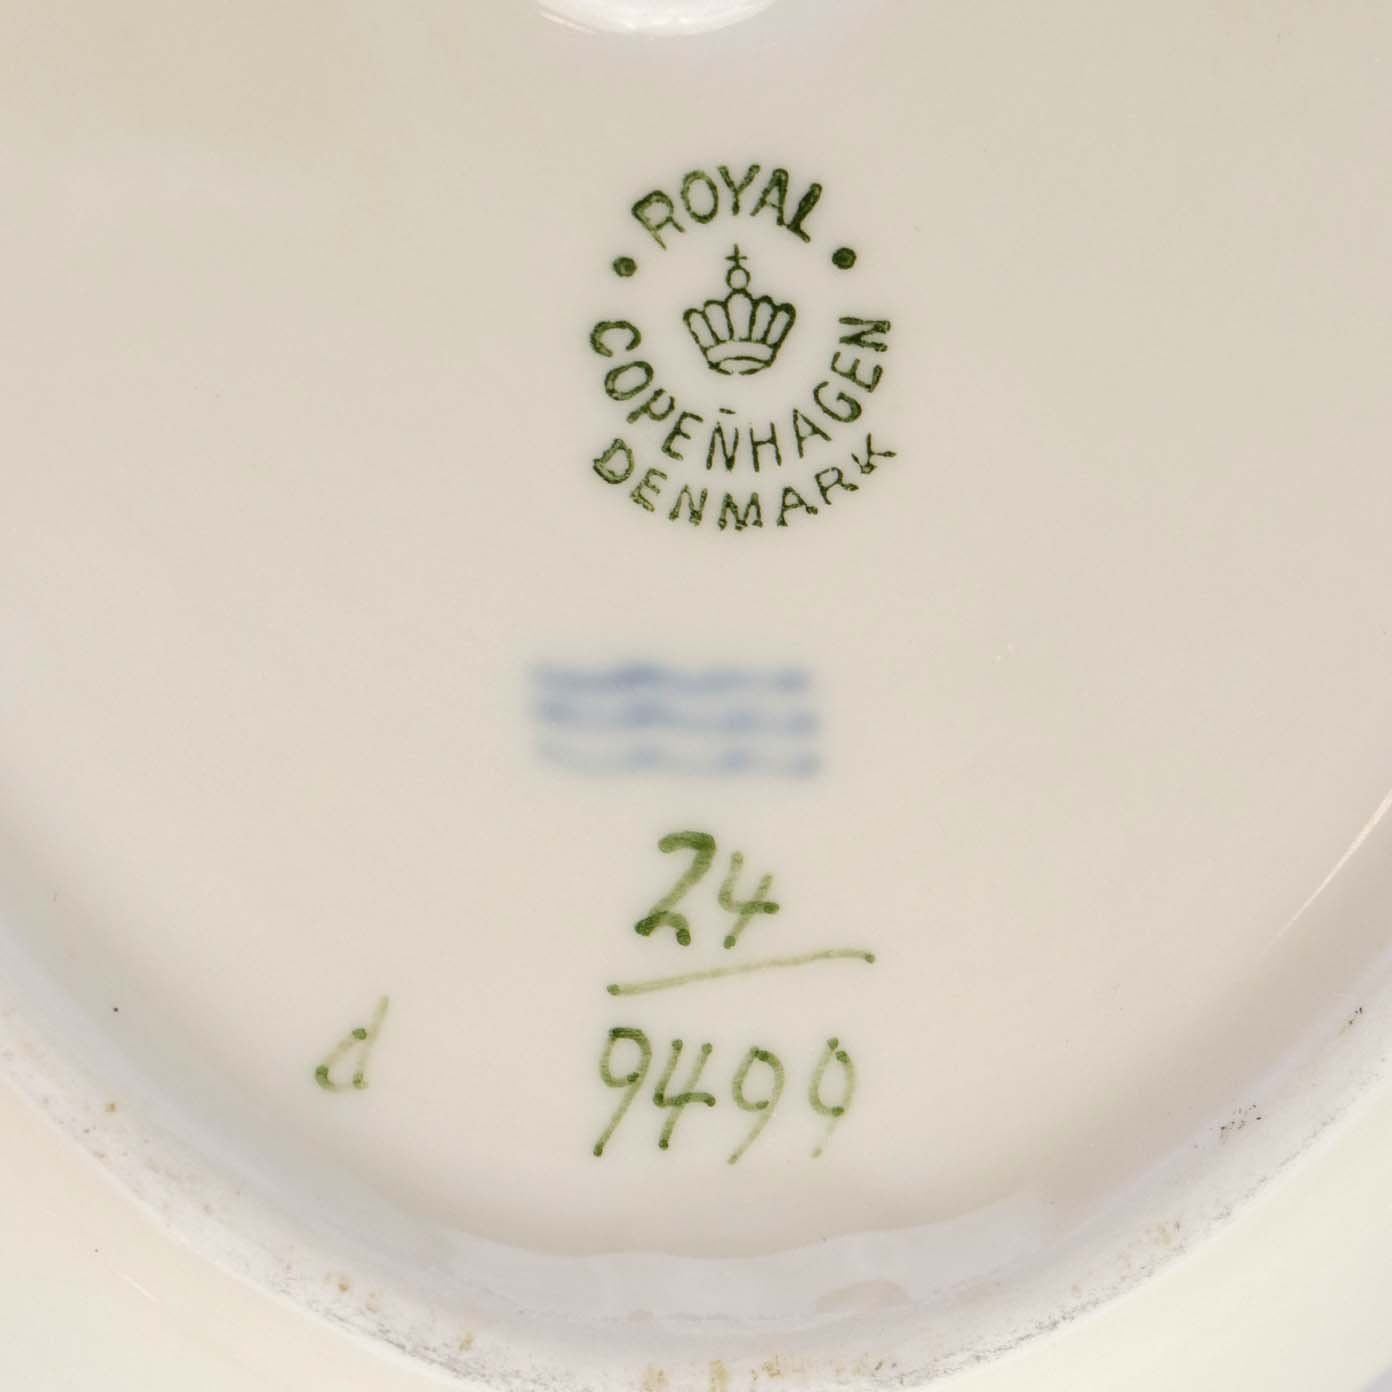 ROYAL
COPENHAGEN
DENMARK
24
9499
d